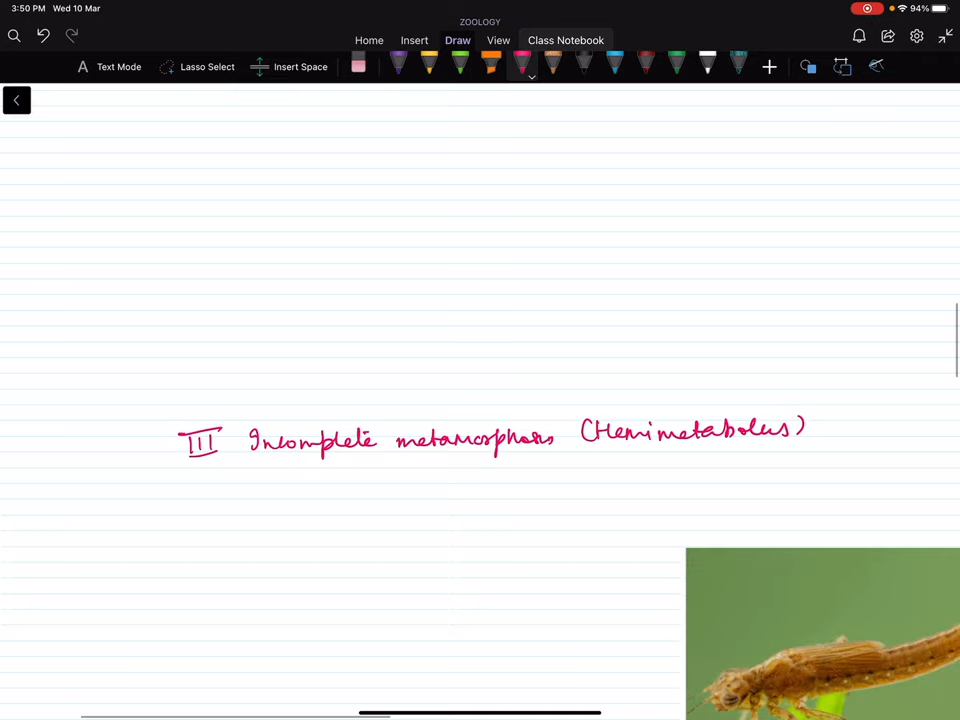 3:50 PM Wed 10 Mar
94%
ZOOLOGY
Home Insert Draw View Class Notebook
A Text Mode Lasso Select Insert Space
III Incomplete metamorphosis (Hemimetabolus)